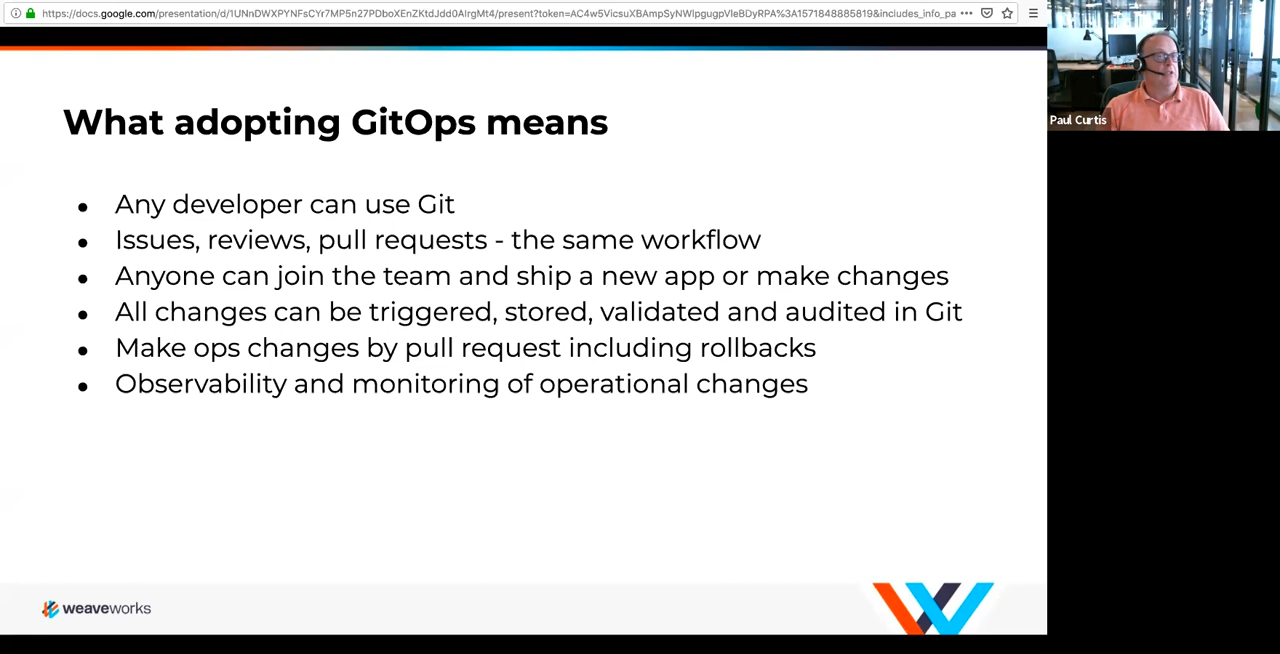 https://docs.google.com/presentation/d/1UNnDWXPYNFsCYr7MP5n27PDboXEnZKtdJdd0AlrgMt4/present?token=AC4w5VicsuXBAmpSyNWlpgugpVleBDyRPA%3A1571848885819&includes_info_pa
Paul Curtis
What adopting GitOps means
● Any developer can use Git
● Issues, reviews, pull requests - the same workflow
● Anyone can join the team and ship a new app or make changes
● All changes can be triggered, stored, validated and audited in Git
● Make ops changes by pull request including rollbacks
● Observability and monitoring of operational changes
weaveworks